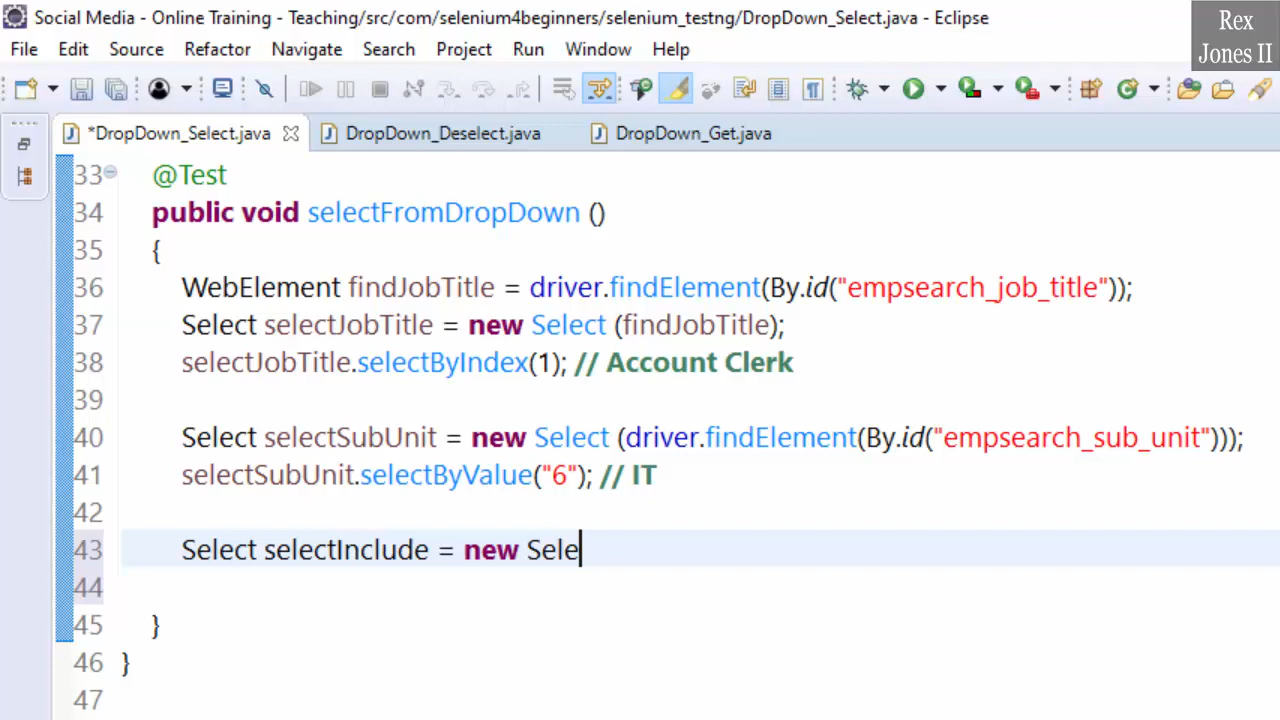 Social Media - Online Training - Teaching/src/com/selenium4beginners/selenium_testng/DropDown_Select.java - Eclipse
Rex
Jones II
File Edit Source Refactor Navigate Search Project Run Window Help
*DropDown_Select.java DropDown_Deselect.java DropDown_Get.java
33 @Test
34 public void selectFromDropDown ()
35 {
36 WebElement findJobTitle = driver.findElement(By.id("empsearch_job_title"));
37 Select selectJobTitle = new Select (findJobTitle);
38 selectJobTitle.selectByIndex(1); // Account Clerk
39
40 Select selectSubUnit = new Select (driver.findElement(By.id("empsearch_sub_unit")));
41 selectSubUnit.selectByValue("6"); // IT
42
43 Select selectInclude = new Sele
44
45 }
46 }
47